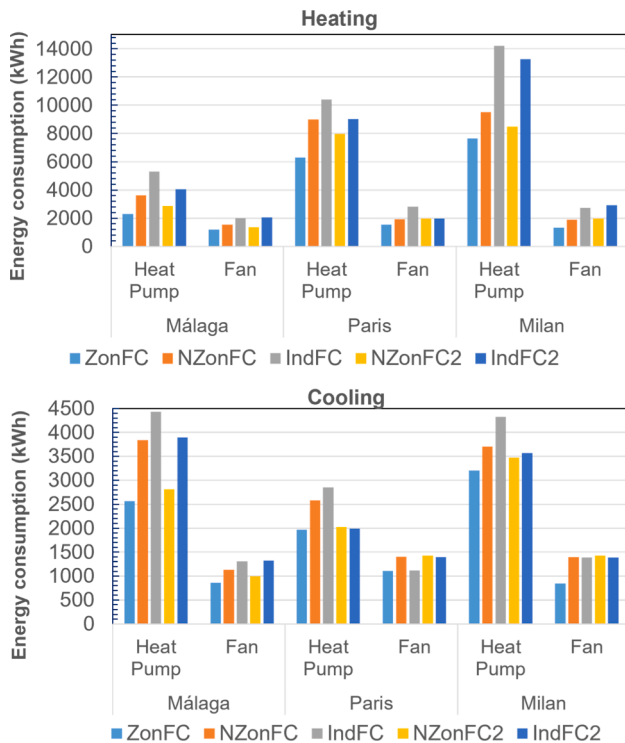 Heating
Energy consumption (kWh)
14000
12000
10000
8000
6000
4000
2000
0
Heat Pump Fan Heat Pump Fan Heat Pump Fan
Málaga Paris Milan
ZonFC NZonFC IndFC NZonFC2 IndFC2
Cooling
Energy consumption (kWh)
4500
4000
3500
3000
2500
2000
1500
1000
500
0
Heat Pump Fan Heat Pump Fan Heat Pump Fan
Málaga Paris Milan
ZonFC NZonFC IndFC NZonFC2 IndFC2